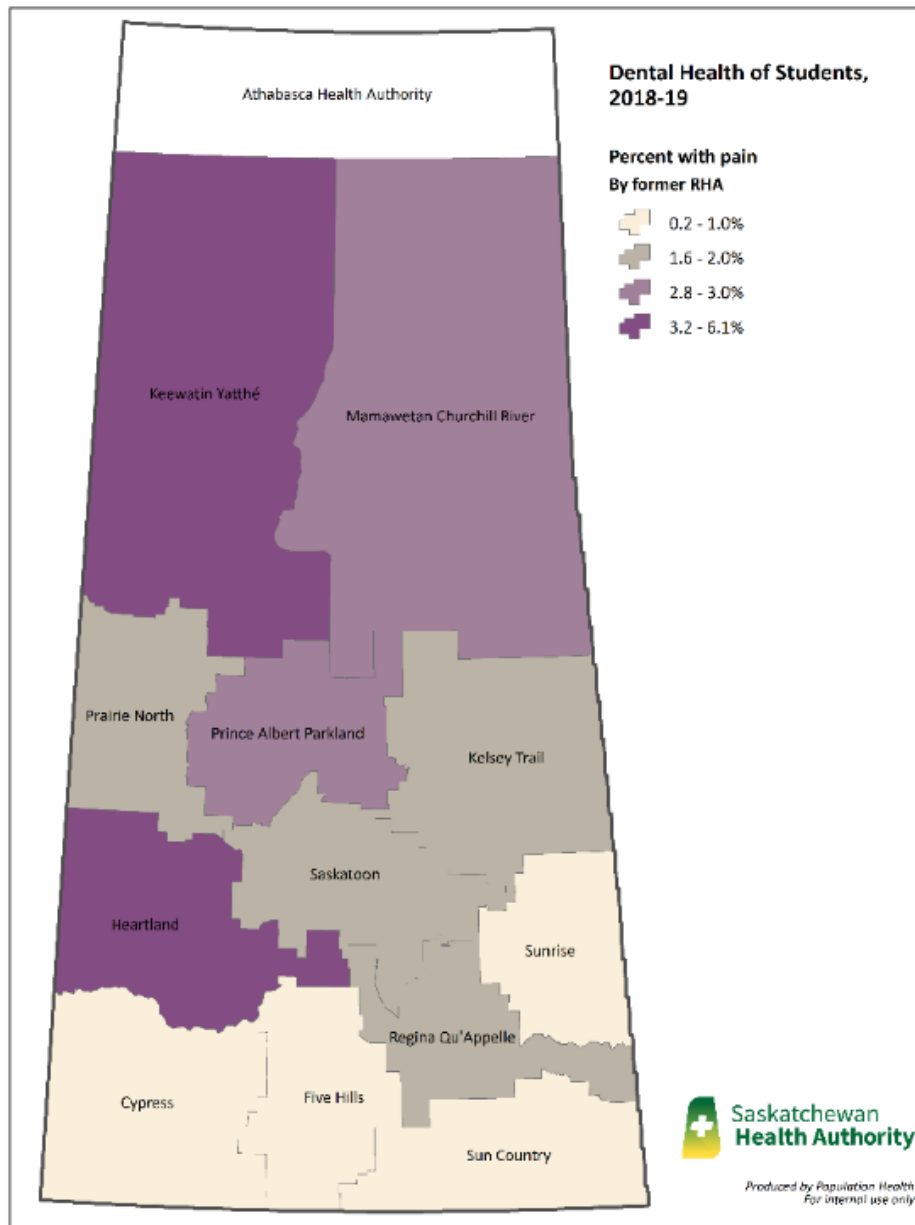 Athabasca Health Authority
Dental Health of Students,
2018-19
Percent with pain
By former RHA
0.2 - 1.0%
1.6 - 2.0%
2.8 - 3.0%
3.2 - 6.1%
Keewatin Yatthé
Mamawetan Churchill River
Prairie North
Prince Albert Parkland
Kelsey Trail
Saskatoon
Heartland
Sunrise
Regina Qu'Appelle
Cypress
Five Hills
Sun Country
Saskatchewan
Health Authority
Produced by Population Health
For internal use only